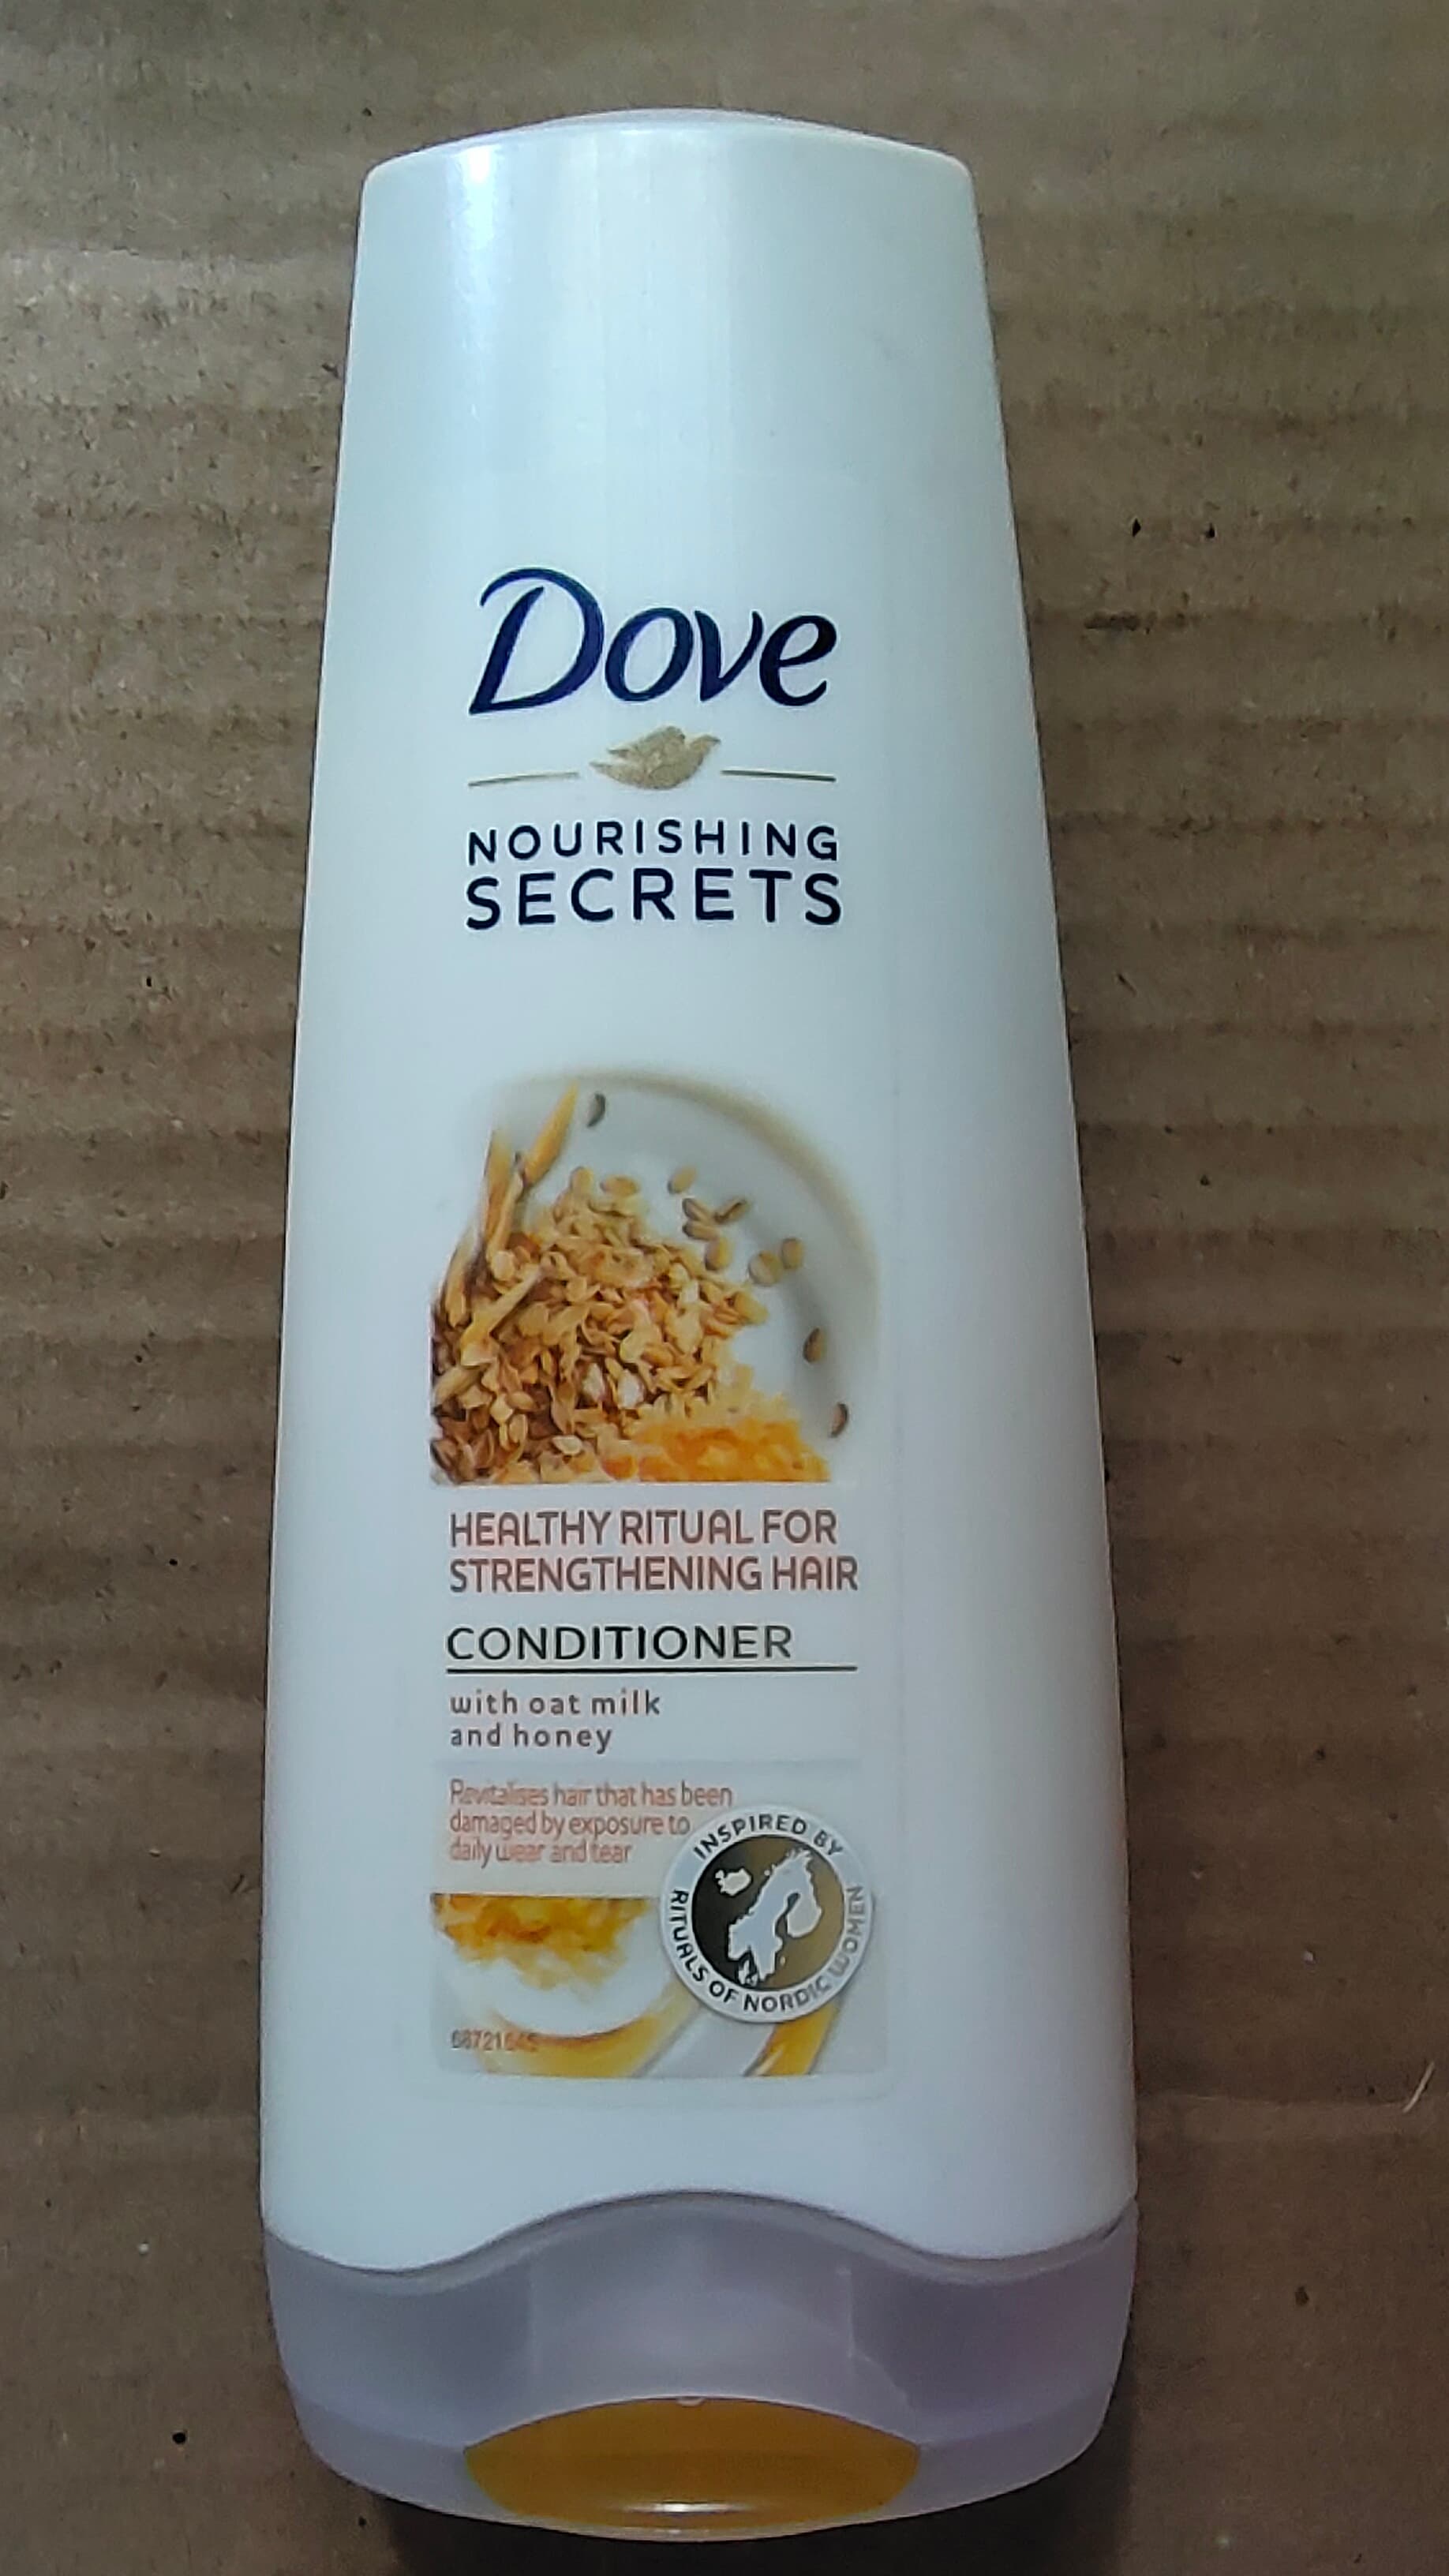 Dove
NOURISHING
SECRETS
HEALTHY RITUAL FOR
STRENGTHENING HAIR
CONDITIONER
with oat milk
and honey
Revitalises hair that has been
damaged by exposure to
daily wear and tear
INSPIRED BY
RITUALS OF NORDIC WOMEN